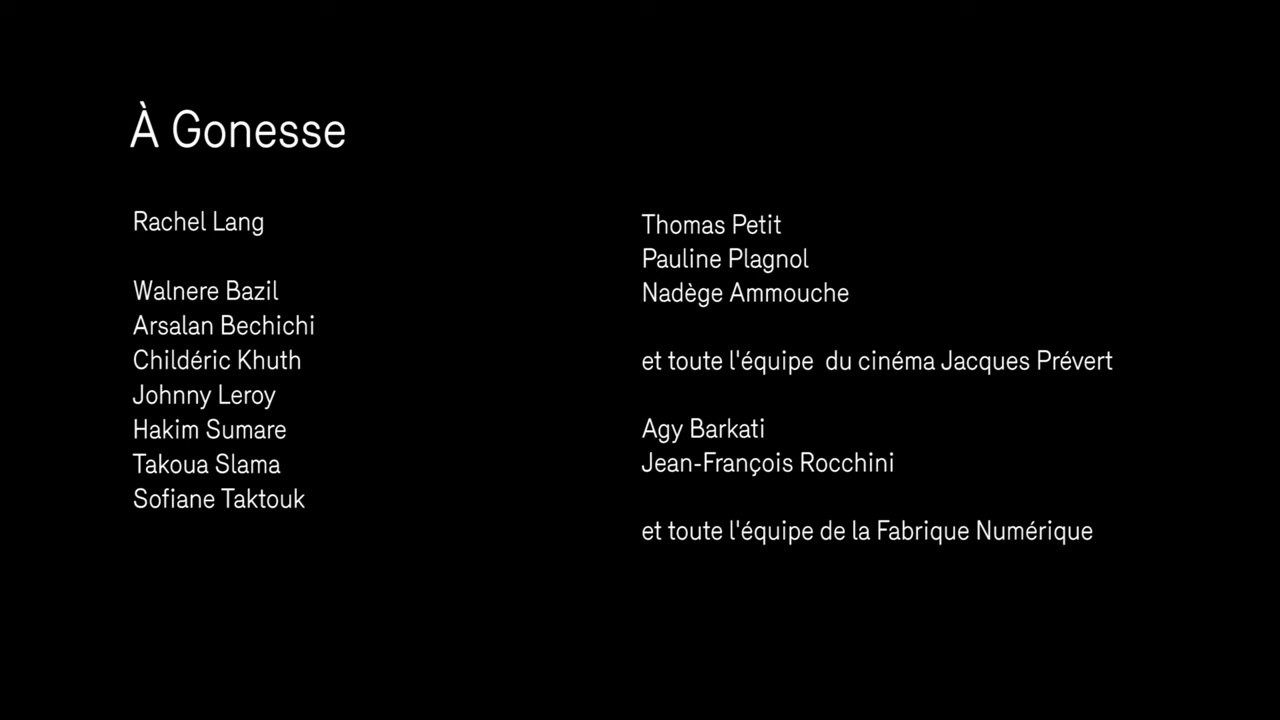 À Gonesse
Rachel Lang
Walnere Bazil
Arsalan Bechichi
Childéric Khuth
Johnny Leroy
Hakim Sumare
Takoua Slama
Sofiane Taktouk
Thomas Petit
Pauline Plagnol
Nadège Ammouche
et toute l'équipe  du cinéma Jacques Prévert
Agy Barkati
Jean-François Rocchini
et toute l'équipe de la Fabrique Numérique